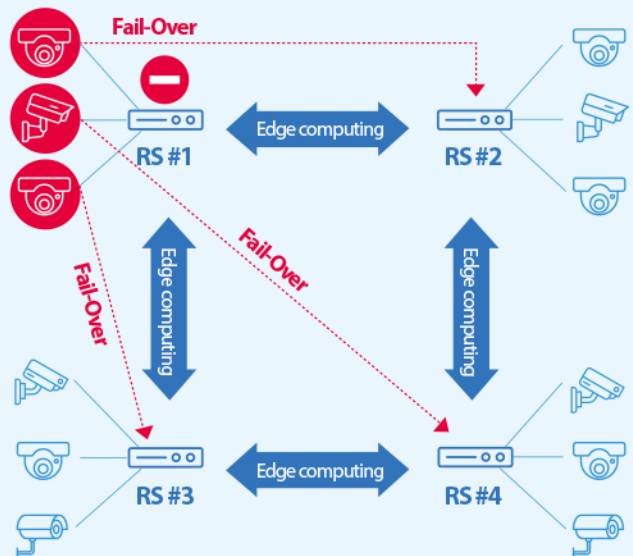 Fail-Over
Edge computing
RS #1
RS #2
Fail-Over
Edge computing
Fail-Over
Edge computing
Edge computing
RS #3
RS #4